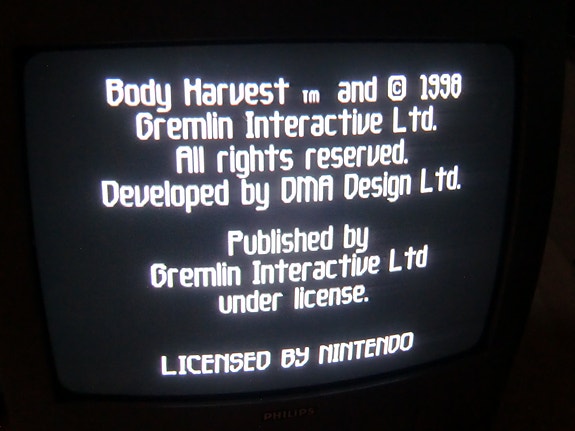 Body Harvest TM and © 1998
Gremlin Interactive Ltd.
All rights reserved.
Developed by DMA Design Ltd.
Published by
Gremlin Interactive Ltd
under license.
LICENSED BY NINTENDO
PHILIPS